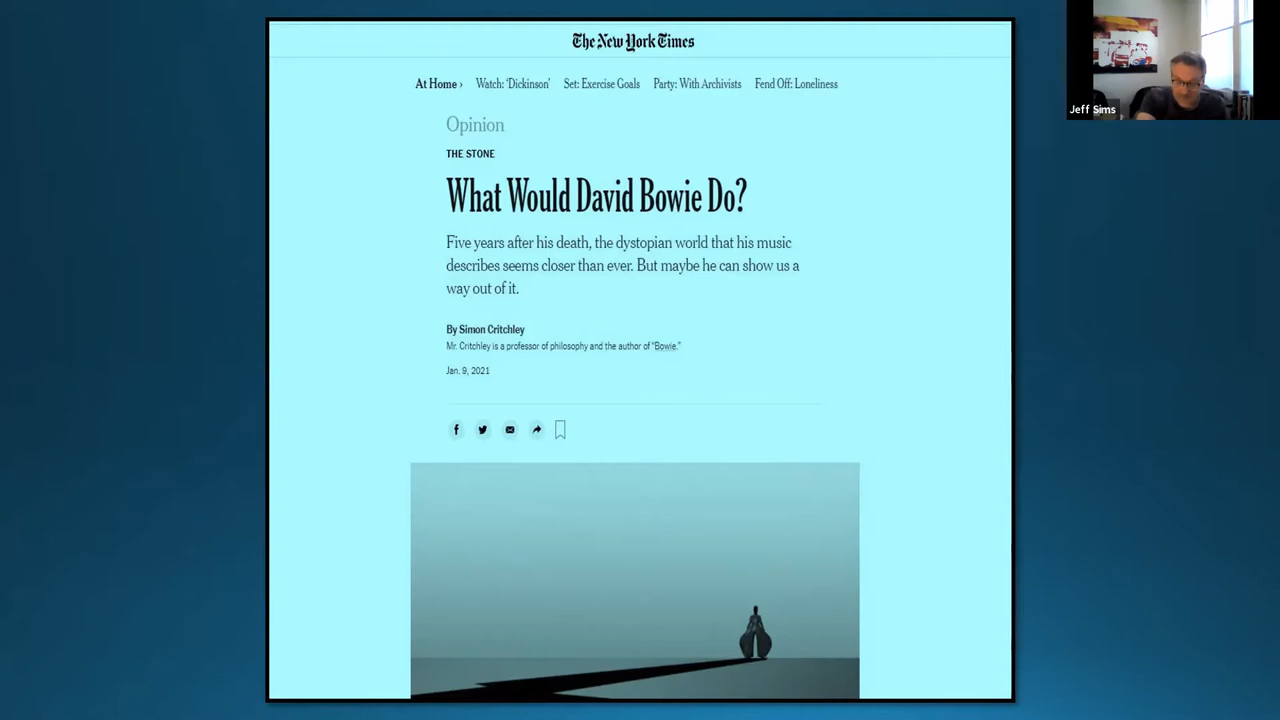 The New York Times
At Home › Watch: ‘Dickinson’ Set: Exercise Goals Party: With Archivists Fend Off: Loneliness
Opinion
THE STONE
What Would David Bowie Do?
Five years after his death, the dystopian world that his music
describes seems closer than ever. But maybe he can show us a
way out of it.
By Simon Critchley
Mr. Critchley is a professor of philosophy and the author of “Bowie.”
Jan. 9, 2021
Jeff Sims